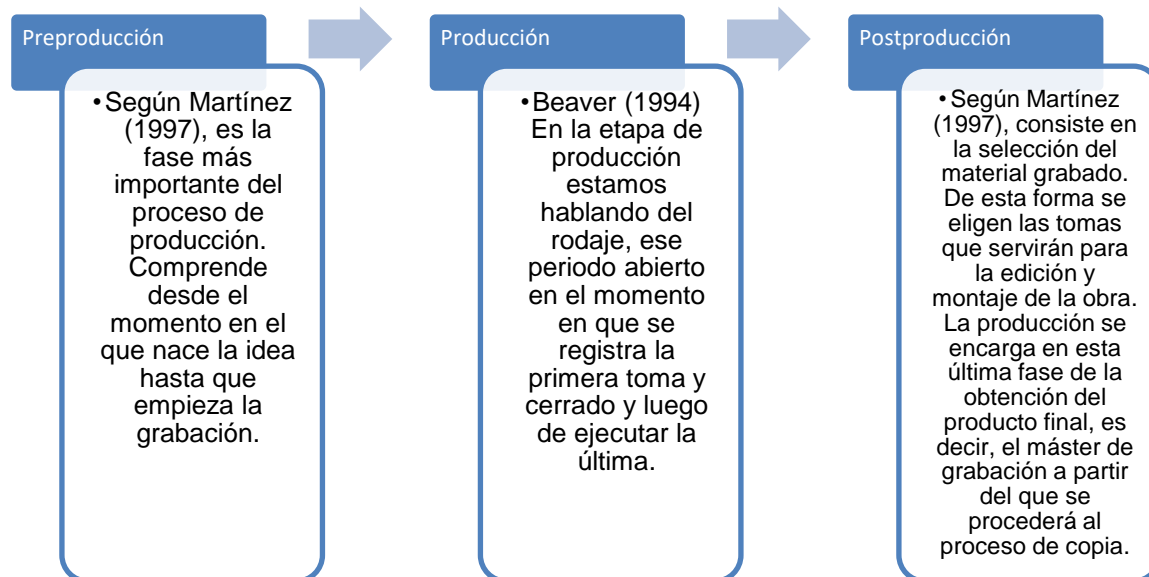 Preproducción
•Según Martínez
(1997), es la
fase más
importante del
proceso de
producción.
Comprende
desde el
momento en el
que nace la idea
hasta que
empieza la
grabación.
Producción
•Beaver (1994)
En la etapa de
producción
estamos
hablando del
rodaje, ese
periodo abierto
en el momento
en que se
registra la
primera toma y
cerrado y luego
de ejecutar la
última.
Postproducción
•Según Martínez
(1997), consiste en
la selección del
material grabado.
De esta forma se
eligen las tomas
que servirán para
la edición y
montaje de la obra.
La producción se
encarga en esta
última fase de la
obtención del
producto final, es
decir, el máster de
grabación a partir
del que se
procederá al
proceso de copia.